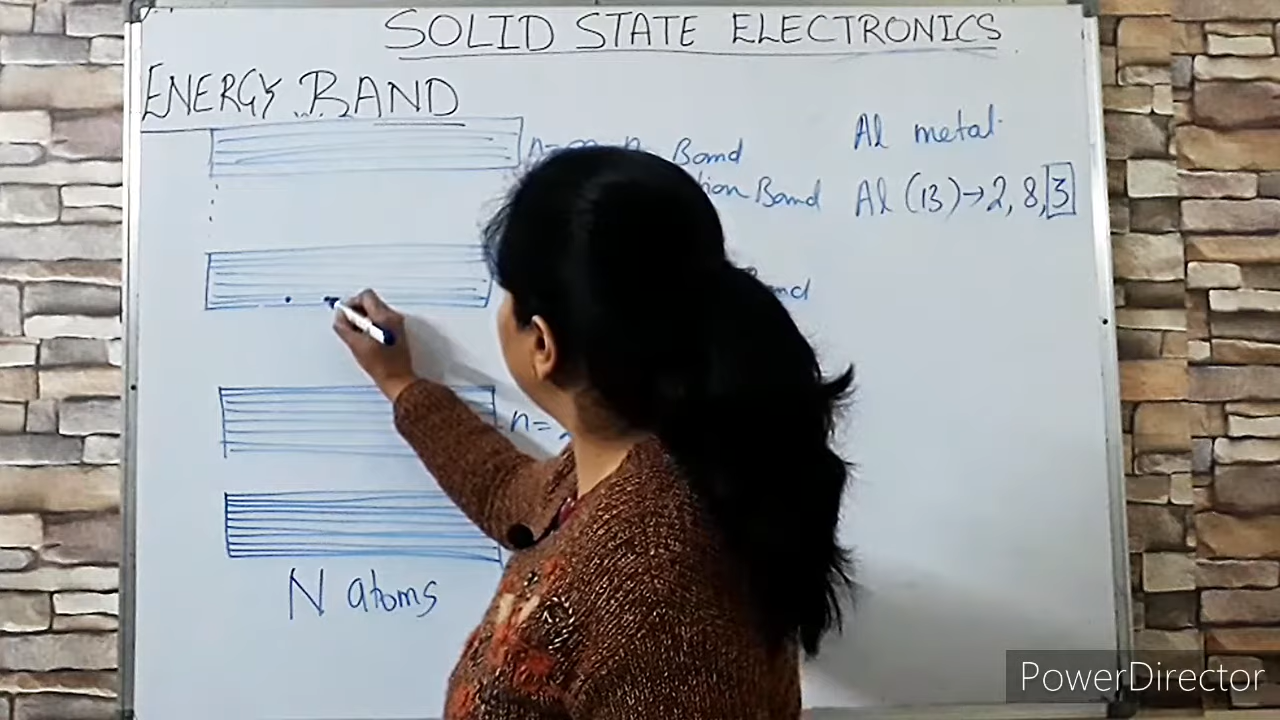 SOLID STATE ELECTRONICS
ENERGY BAND
Band
Band
Al metal
Al (13) → 2, 8, 3
n=
N atoms
PowerDirector